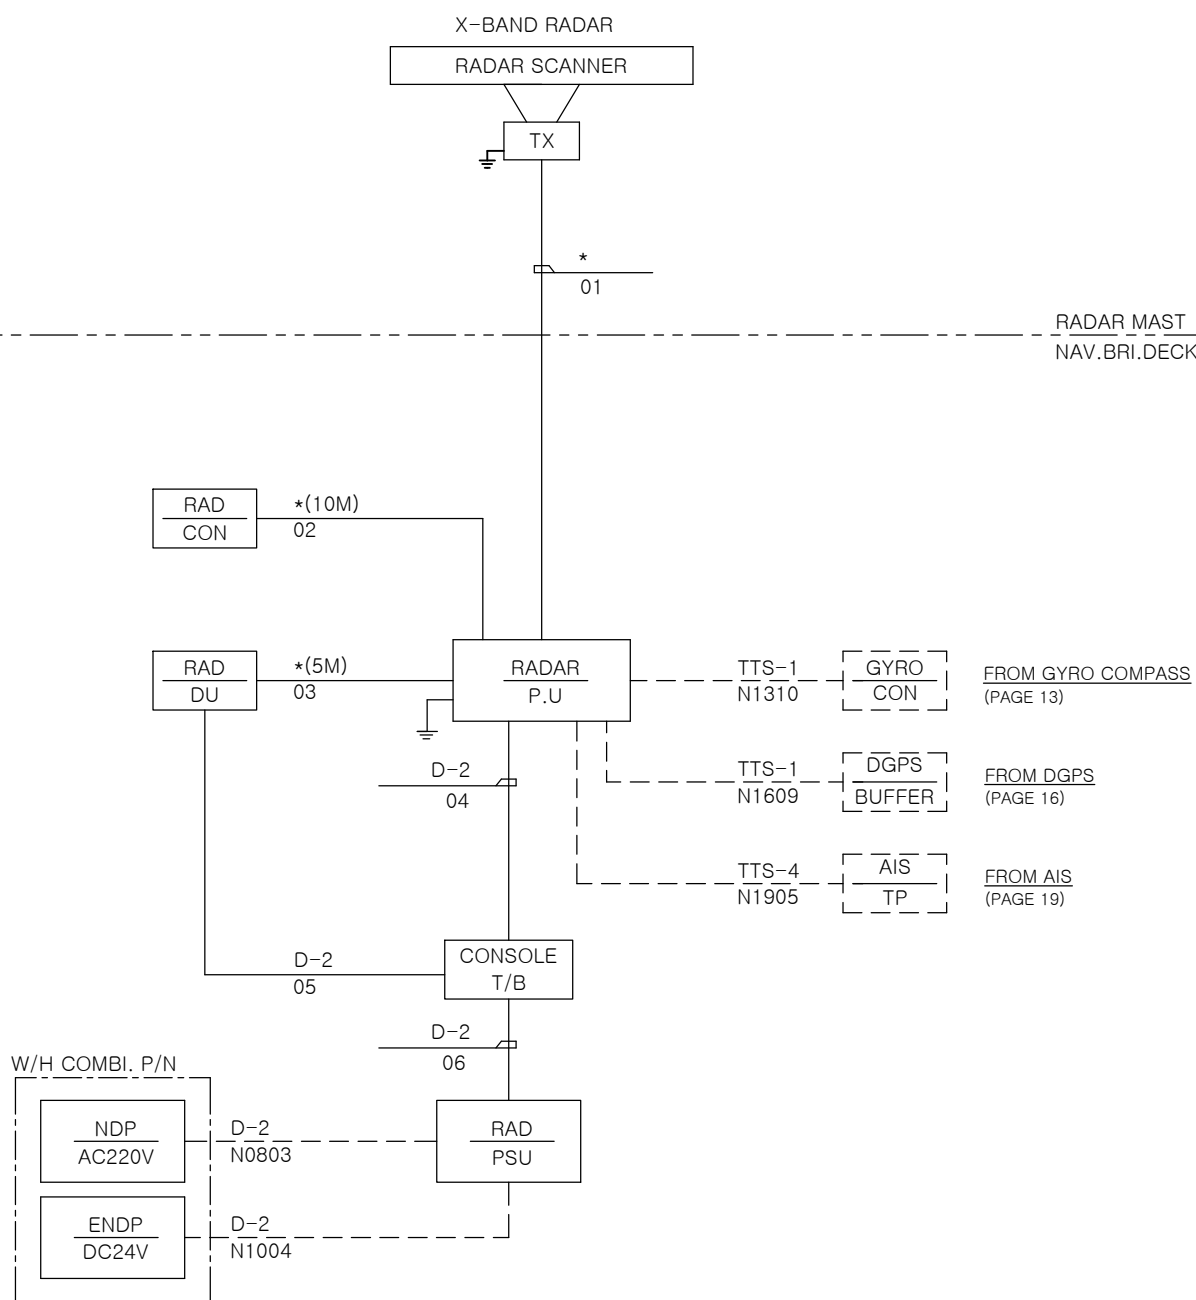 X-BAND RADAR
RADAR SCANNER
TX
*
01
RADAR MAST
NAV.BRI.DECK
RAD
CON
*(10M)
02
RAD
DU
*(5M)
03
RADAR
P.U
TTS-1
N1310
GYRO
CON
FROM GYRO COMPASS
(PAGE 13)
D-2
04
TTS-1
N1609
DGPS
BUFFER
FROM DGPS
(PAGE 16)
TTS-4
N1905
AIS
TP
FROM AIS
(PAGE 19)
D-2
05
CONSOLE
T/B
D-2
06
W/H COMBI. P/N
NDP
AC220V
D-2
N0803
RAD
PSU
ENDP
DC24V
D-2
N1004